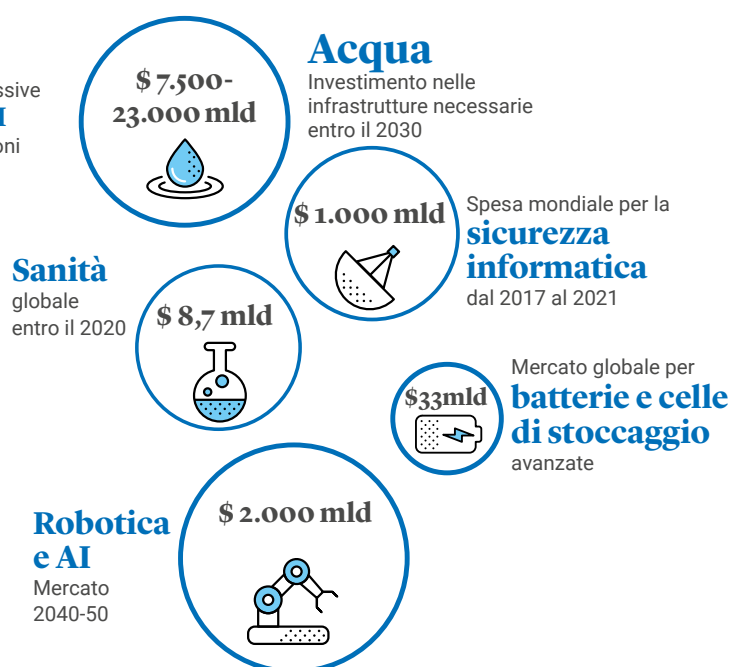 $ 7.500-
23.000 mld
Acqua
Investimento nelle
infrastrutture necessarie
entro il 2030
$ 1.000 mld
Spesa mondiale per la
sicurezza
informatica
dal 2017 al 2021
Sanità
globale
entro il 2020
$ 8,7 mld
$33mld
Mercato globale per
batterie e celle
di stoccaggio
avanzate
Robotica
e AI
Mercato
2040-50
$ 2.000 mld